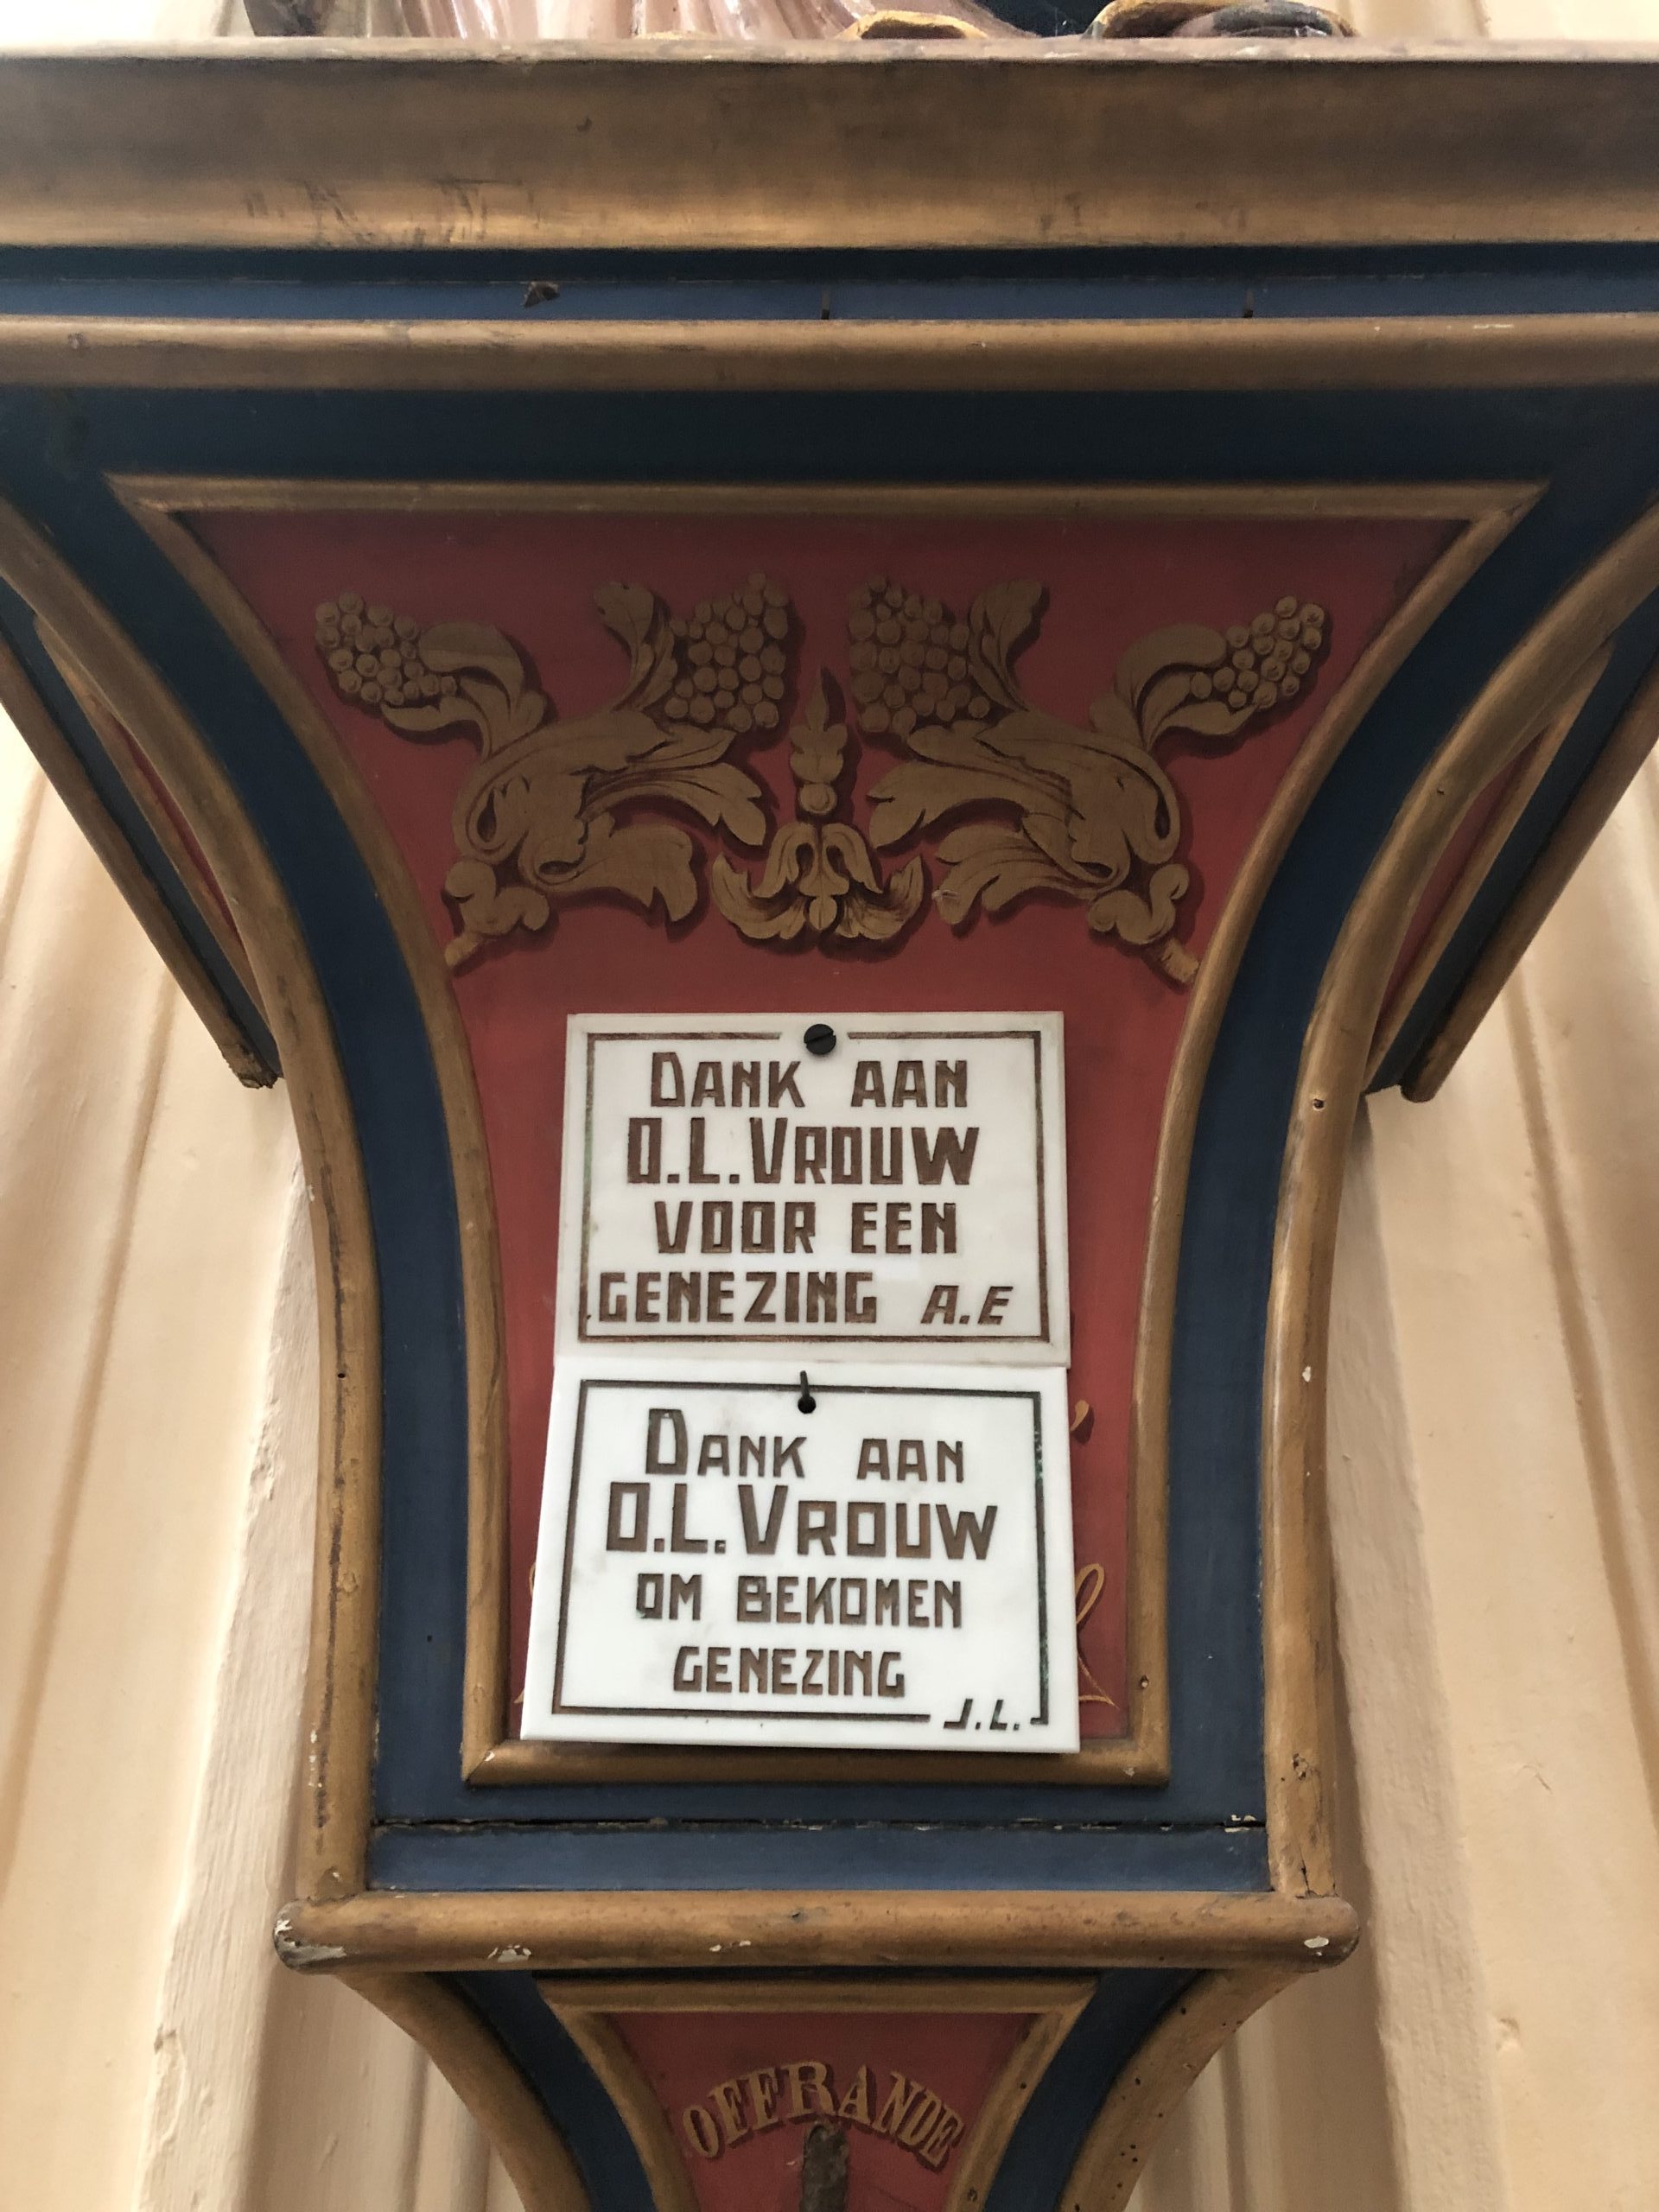 DANK AAN
O.L.VROUW
VOOR EEN
GENEZING A.E
DANK AAN
O.L.VROUW
OM BEKOMEN
GENEZING
J.L.
OFFRANDE